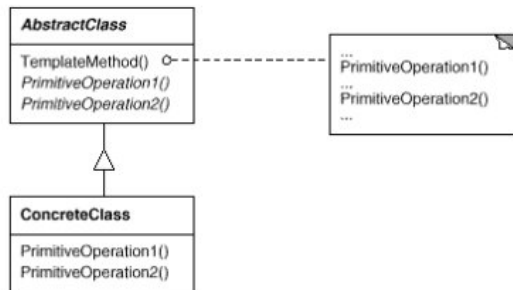 AbstractClass
TemplateMethod()
PrimitiveOperation1()
PrimitiveOperation2()
...
PrimitiveOperation1()
...
PrimitiveOperation2()
...
ConcreteClass
PrimitiveOperation1()
PrimitiveOperation2()